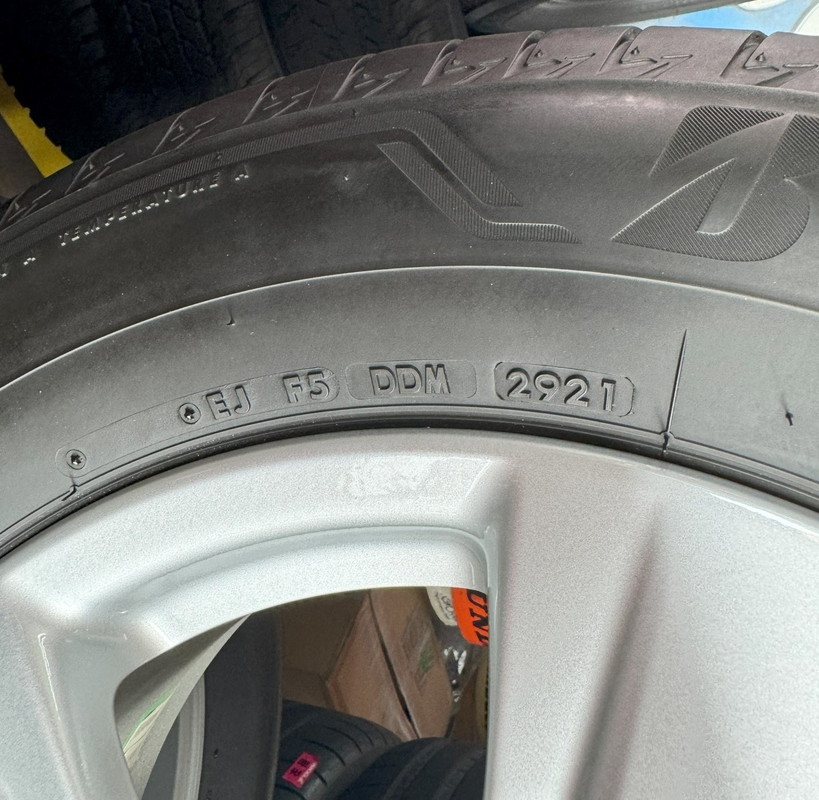 TEMPERATURE A
B
EJ F5 DDM 2921